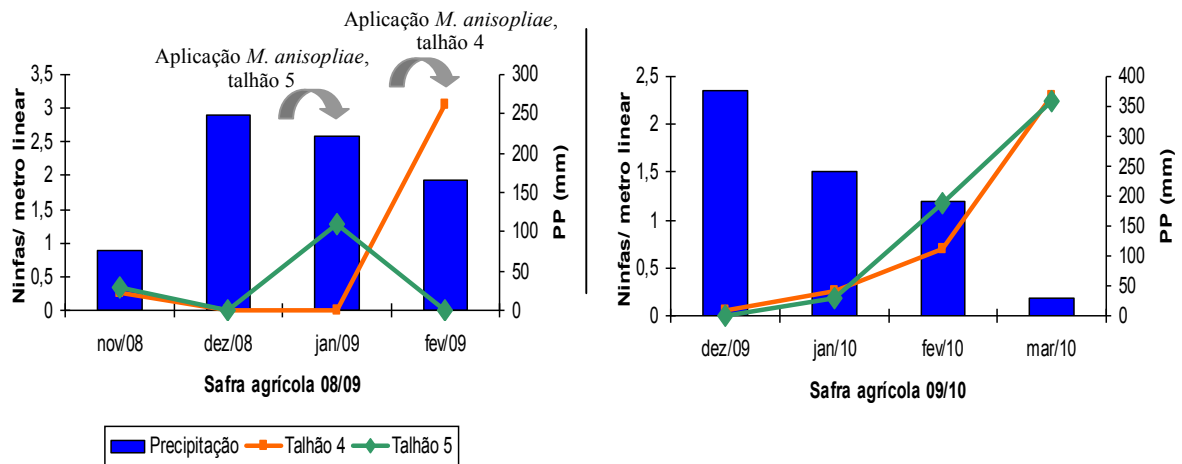 Aplicação M. anisopliae,
talhão 5
Aplicação M. anisopliae,
talhão 4
Ninfas/ metro linear
3,5
3
2,5
2
1,5
1
0,5
0
300
250
200
150
100
50
0
PP (mm)
nov/08 dez/08 jan/09 fev/09
Safra agrícola 08/09
Ninfas/ metro linear
2,5
2
1,5
1
0,5
0
400
350
300
250
200
150
100
50
0
PP (mm)
dez/09 jan/10 fev/10 mar/10
Safra agrícola 09/10
Precipitação Talhão 4 Talhão 5